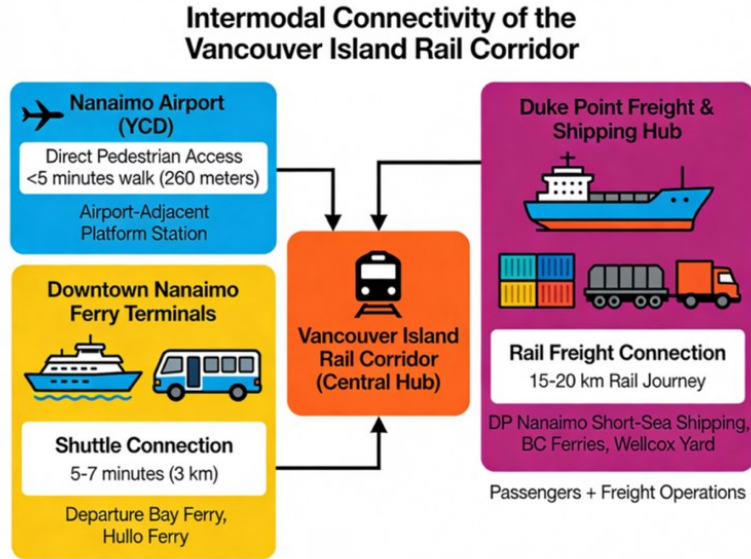 Intermodal Connectivity of the
Vancouver Island Rail Corridor
Nanaimo Airport
(YCD)
Direct Pedestrian Access
<5 minutes walk (260 meters)
Airport-Adjacent
Platform Station
Downtown Nanaimo
Ferry Terminals
Shuttle Connection
5-7 minutes (3 km)
Departure Bay Ferry,
Hullo Ferry
Vancouver Island
Rail Corridor
(Central Hub)
Duke Point Freight &
Shipping Hub
Rail Freight Connection
15-20 km Rail Journey
DP Nanaimo Short-Sea Shipping,
BC Ferries, Wellcox Yard
Passengers + Freight Operations